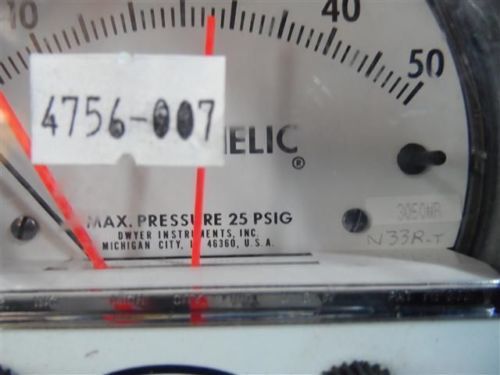 10
40
50
4756-007
ELIC®
MAX. PRESSURE 25 PSIG
DWYER INSTRUMENTS, INC.
MICHIGAN CITY, 46360, U.S.A.
3050MR
N33R-T